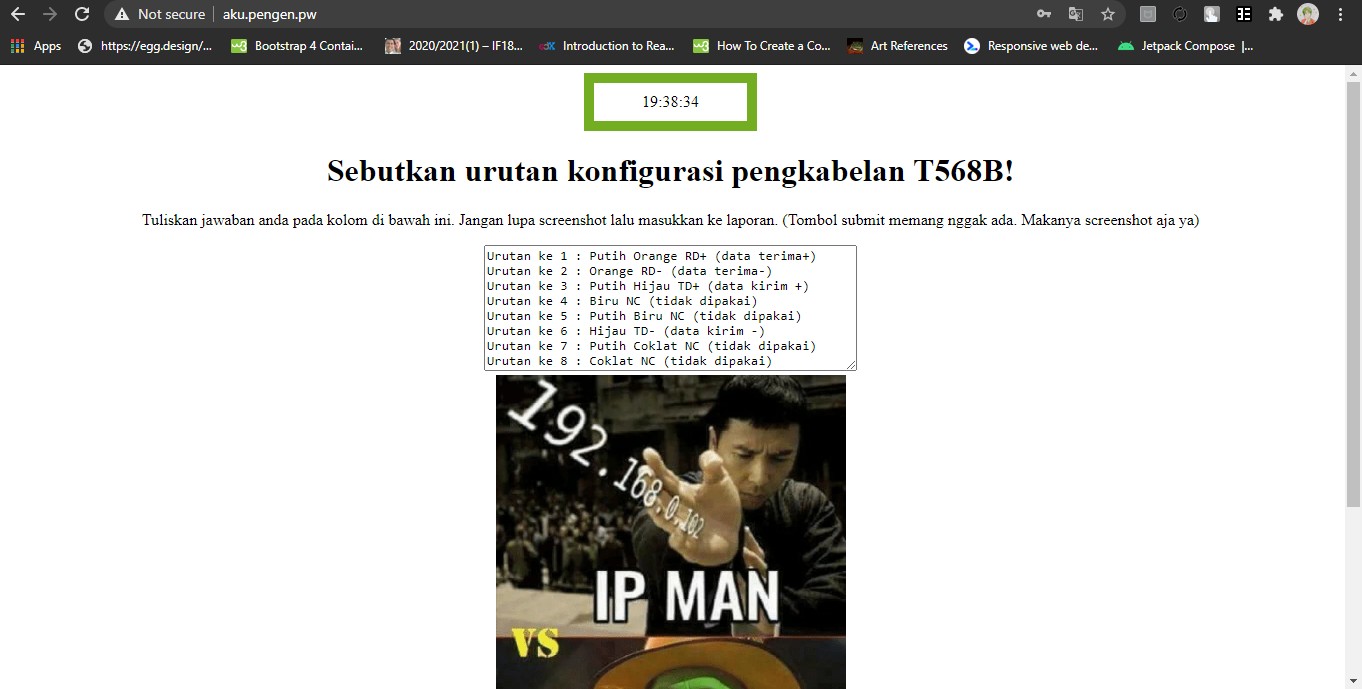 Not secure | aku.pengen.pw
Apps https://egg.design/... Bootstrap 4 Contai... 2020/2021(1) – IF18... Introduction to Rea... How To Create a Co... Art References Responsive web de... Jetpack Compose |...
19:38:34
Sebutkan urutan konfigurasi pengkabelan T568B!
Tuliskan jawaban anda pada kolom di bawah ini. Jangan lupa screenshot lalu masukkan ke laporan. (Tombol submit memang nggak ada. Makanya screenshot aja ya)
Urutan ke 1 : Putih Orange RD+ (data terima+)
Urutan ke 2 : Orange RD- (data terima-)
Urutan ke 3 : Putih Hijau TD+ (data kirim +)
Urutan ke 4 : Biru NC (tidak dipakai)
Urutan ke 5 : Putih Biru NC (tidak dipakai)
Urutan ke 6 : Hijau TD- (data kirim -)
Urutan ke 7 : Putih Coklat NC (tidak dipakai)
Urutan ke 8 : Coklat NC (tidak dipakai)
192.168.0.102
IP MAN
VS